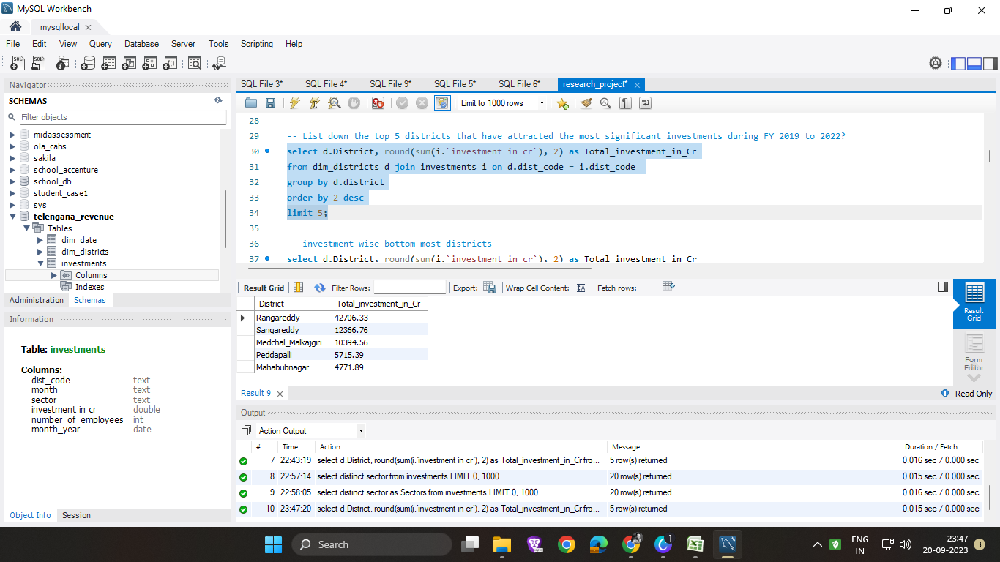 MySQL Workbench
mysqllocal
File Edit View Query Database Server Tools Scripting Help
Navigator
SCHEMAS
Filter objects
midassessment
ola_cabs
sakila
school_accenture
school_db
student_case1
sys
telengana_revenue
Tables
dim_date
dim_districts
investments
Columns
Indexes
Administration Schemas
Information
Table: investments
Columns:
dist_code text
month text
sector text
investment in cr double
number_of_employees int
month_year date
Object Info Session
SQL File 3* SQL File 4* SQL File 9* SQL File 5* SQL File 6* research_project*
Limit to 1000 rows
28
29 -- List down the top 5 districts that have attracted the most significant investments during FY 2019 to 2022?
30 select d.District, round(sum(i.`investment in cr`), 2) as Total_investment_in_Cr
31 from dim_districts d join investments i on d.dist_code = i.dist_code
32 group by d.district
33 order by 2 desc
34 limit 5;
35
36 -- investment wise bottom most districts
37 select d.District, round(sum(i.`investment in cr`), 2) as Total_investment_in_Cr
Result Grid Filter Rows: Export: Wrap Cell Content: Fetch rows:
District Total_investment_in_Cr
Rangareddy 42706.33
Sangareddy 12366.76
Medchal_Malkajgiri 10394.56
Peddapalli 5715.39
Mahabubnagar 4771.89
Result Grid
Form Editor
Result 9
Read Only
Output
Action Output
# Time Action Message Duration / Fetch
7 22:43:19 select d.District, round(sum(i.`investment in cr`), 2) as Total_investment_in_Cr fro... 5 row(s) returned 0.016 sec / 0.000 sec
8 22:57:14 select distinct sector from investments LIMIT 0, 1000 20 row(s) returned 0.015 sec / 0.000 sec
9 22:58:05 select distinct sector as Sectors from investments LIMIT 0, 1000 20 row(s) returned 0.016 sec / 0.000 sec
10 23:47:20 select d.District, round(sum(i.`investment in cr`), 2) as Total_investment_in_Cr fro... 5 row(s) returned 0.015 sec / 0.000 sec
Search
1
ENG
IN
23:47
20-09-2023
3